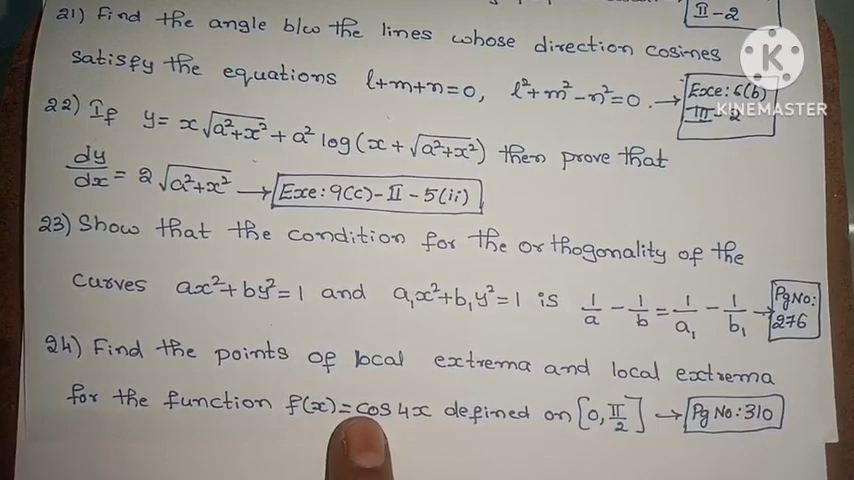 II-2
21) Find the angle b/w the lines whose direction cosines
satisfy the equations l+m+n=0, l²+m²-n²=0. → Exe: 6(b)
III-2
K
KINEMASTER
22) If y= x√(a²+x²) + a² log(x + √(a²+x²)) then prove that
dy/dx = 2√(a²+x²) → Exe: 9(c)-II-5(ii)
23) Show that the condition for the orthogonality of the
curves ax²+by²=1 and a₁x²+b₁y²=1 is 1/a - 1/b = 1/a₁ - 1/b₁ → Pg No: 276
24) Find the points of local extrema and local extrema
for the function f(x)=cos4x defined on [0, π/2] → Pg No: 310